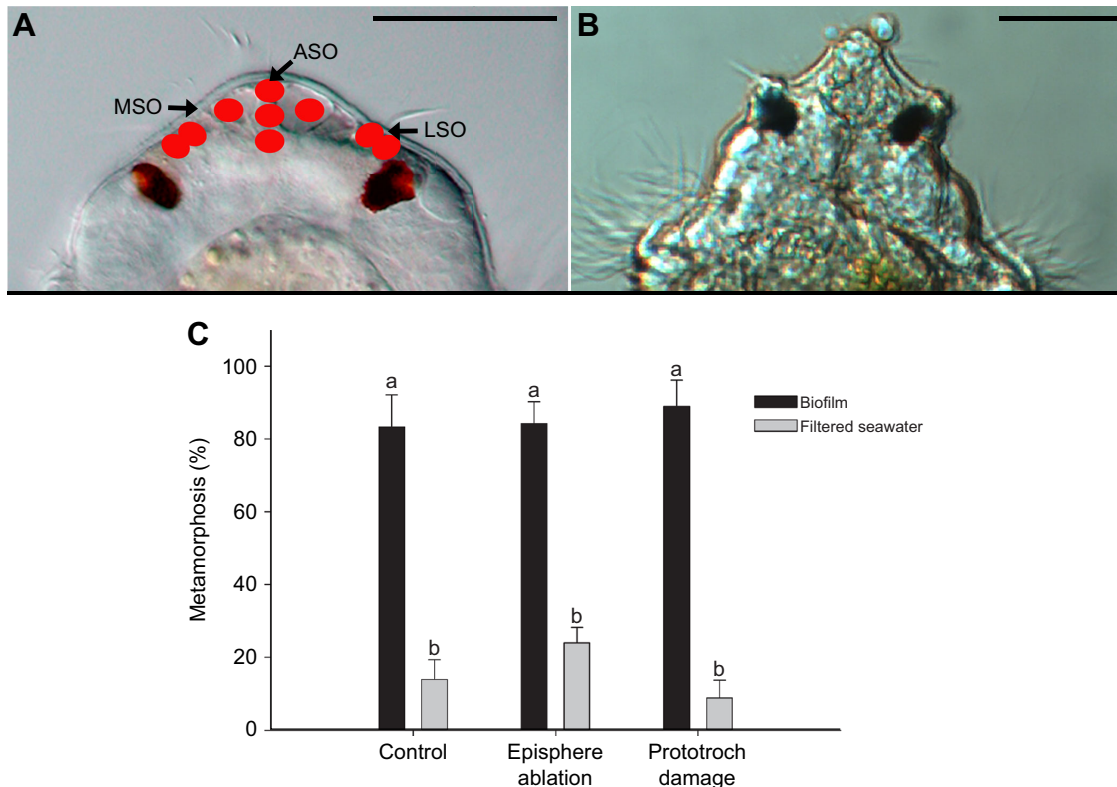 A
ASO
MSO
LSO
B
C
Metamorphosis (%)
100
80
60
40
20
0
a
b
a
b
a
b
Biofilm
Filtered seawater
Control
Episphere
ablation
Prototroch
damage